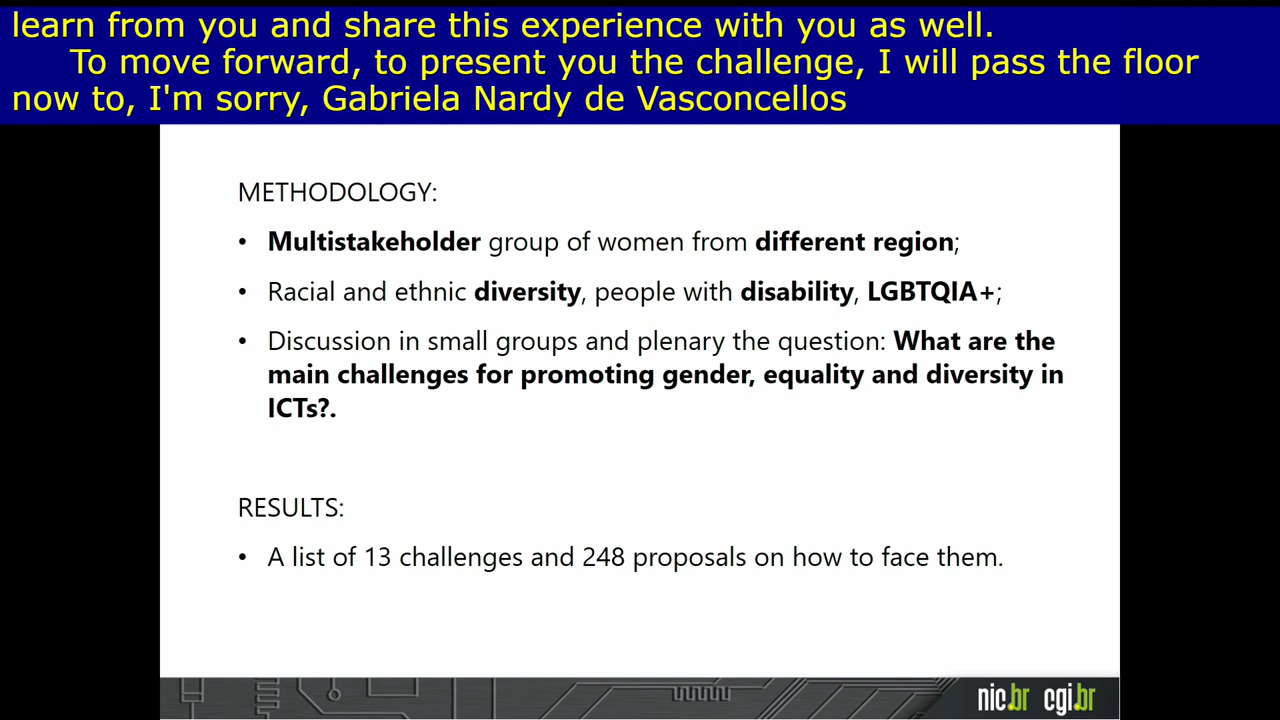 learn from you and share this experience with you as well.
To move forward, to present you the challenge, I will pass the floor
now to, I'm sorry, Gabriela Nardy de Vasconcellos
METHODOLOGY:
• Multistakeholder group of women from different region;
• Racial and ethnic diversity, people with disability, LGBTQIA+;
• Discussion in small groups and plenary the question: What are the
main challenges for promoting gender, equality and diversity in
ICTs?.
RESULTS:
• A list of 13 challenges and 248 proposals on how to face them.
nic.br cgi.br